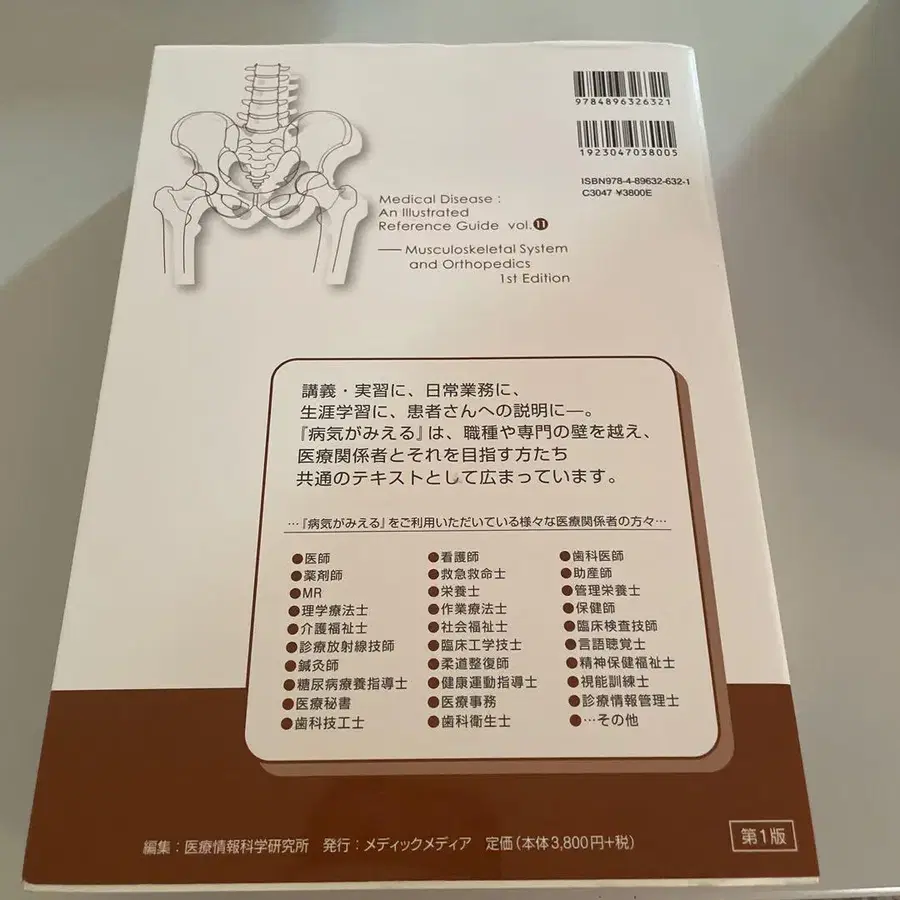 9784896326321
1923047038005
ISBN978-4-89632-632-1
C3047 ¥3800E
Medical Disease :
An Illustrated
Reference Guide vol.⓫
— Musculoskeletal System
and Orthopedics
1st Edition
講義・実習に、日常業務に、
生涯学習に、患者さんへの説明に―。
『病気がみえる』は、職種や専門の壁を越え、
医療関係者とそれを目指す方たち
共通のテキストとして広まっています。
…『病気がみえる』をご利用いただいている様々な医療関係者の方々…
●医師 ●看護師 ●歯科医師
●薬剤師 ●救急救命士 ●助産師
●MR ●栄養士 ●管理栄養士
●理学療法士 ●作業療法士 ●保健師
●介護福祉士 ●社会福祉士 ●臨床検査技師
●診療放射線技師 ●臨床工学技士 ●言語聴覚士
●鍼灸師 ●柔道整復師 ●精神保健福祉士
●糖尿病療養指導士 ●健康運動指導士 ●視能訓練士
●医療秘書 ●医療事務 ●診療情報管理士
●歯科技工士 ●歯科衛生士 ●…その他
編集：医療情報科学研究所 発行：メディックメディア 定価（本体3,800円+税）
第1版